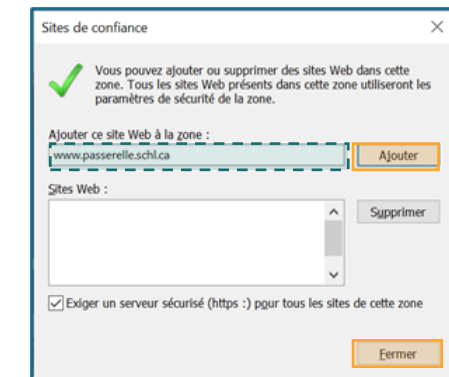 Sites de confiance
Vous pouvez ajouter ou supprimer des sites Web dans cette
zone. Tous les sites Web présents dans cette zone utiliseront les
paramètres de sécurité de la zone.
Ajouter ce site Web à la zone :
www.passerelle.schl.ca
Ajouter
Sites Web :
Supprimer
Exiger un serveur sécurisé (https :) pour tous les sites de cette zone
Fermer